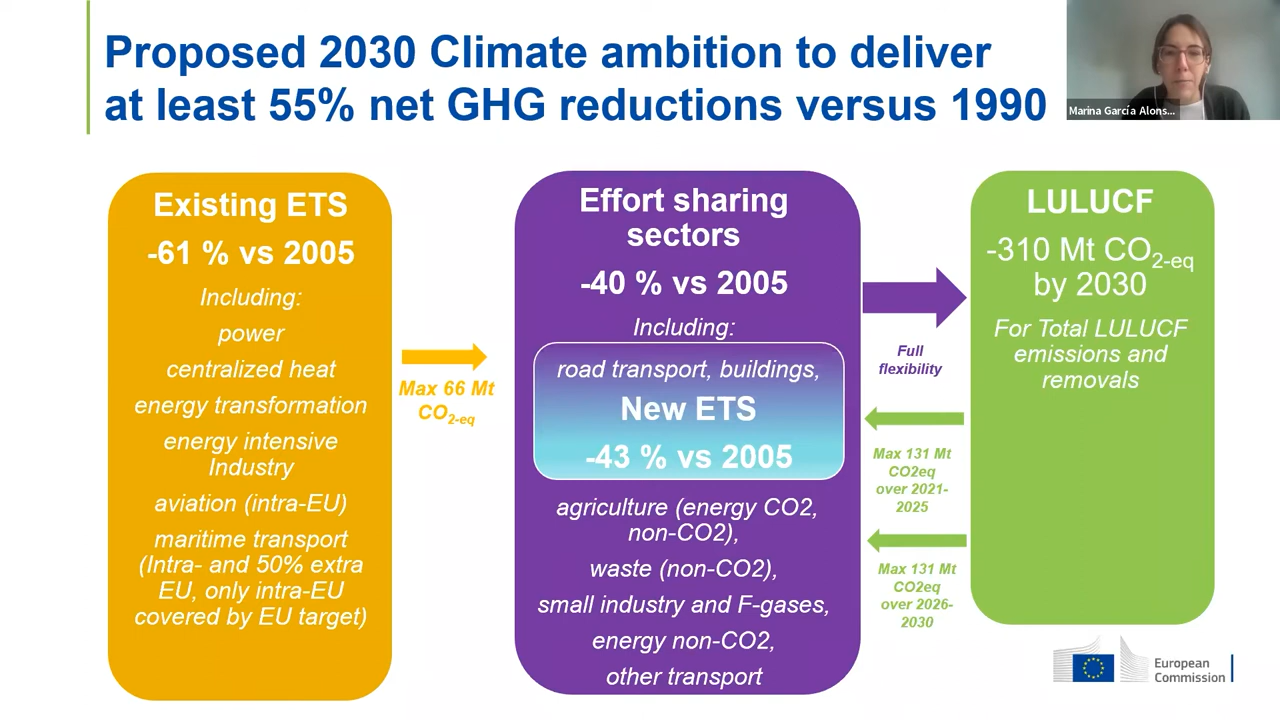 Proposed 2030 Climate ambition to deliver
at least 55% net GHG reductions versus 1990
Marina García Alons...
Existing ETS
-61 % vs 2005
Including:
power
centralized heat
energy transformation
energy intensive
Industry
aviation (intra-EU)
maritime transport
(Intra- and 50% extra
EU, only intra-EU
covered by EU target)
Max 66 Mt
CO2-eq
Effort sharing
sectors
-40 % vs 2005
Including:
road transport, buildings,
New ETS
-43 % vs 2005
agriculture (energy CO2,
non-CO2),
waste (non-CO2),
small industry and F-gases,
energy non-CO2,
other transport
Full
flexibility
Max 131 Mt
CO2eq
over 2021-
2025
Max 131 Mt
CO2eq
over 2026-
2030
LULUCF
-310 Mt CO2-eq
by 2030
For Total LULUCF
emissions and
removals
European
Commission